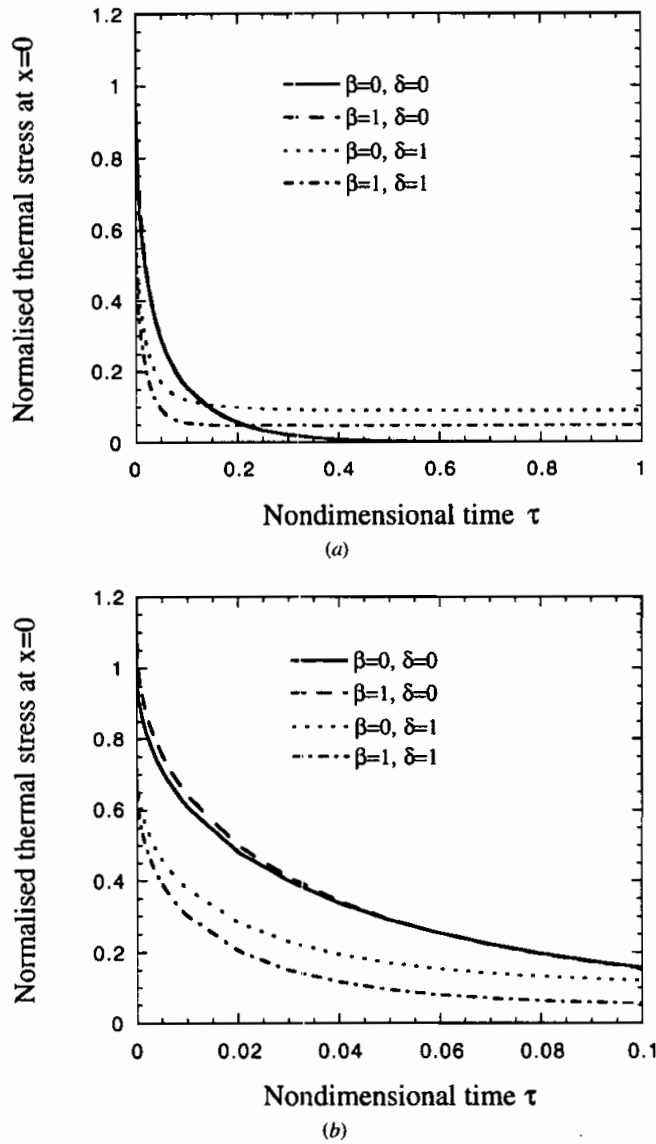 Normalised thermal stress at x=0
1.2
1
0.8
0.6
0.4
0.2
0
β=0, δ=0
β=1, δ=0
β=0, δ=1
β=1, δ=1
0 0.2 0.4 0.6 0.8 1
Nondimensional time τ
(a)
Normalised thermal stress at x=0
1.2
1
0.8
0.6
0.4
0.2
0
β=0, δ=0
β=1, δ=0
β=0, δ=1
β=1, δ=1
0 0.02 0.04 0.06 0.08 0.1
Nondimensional time τ
(b)